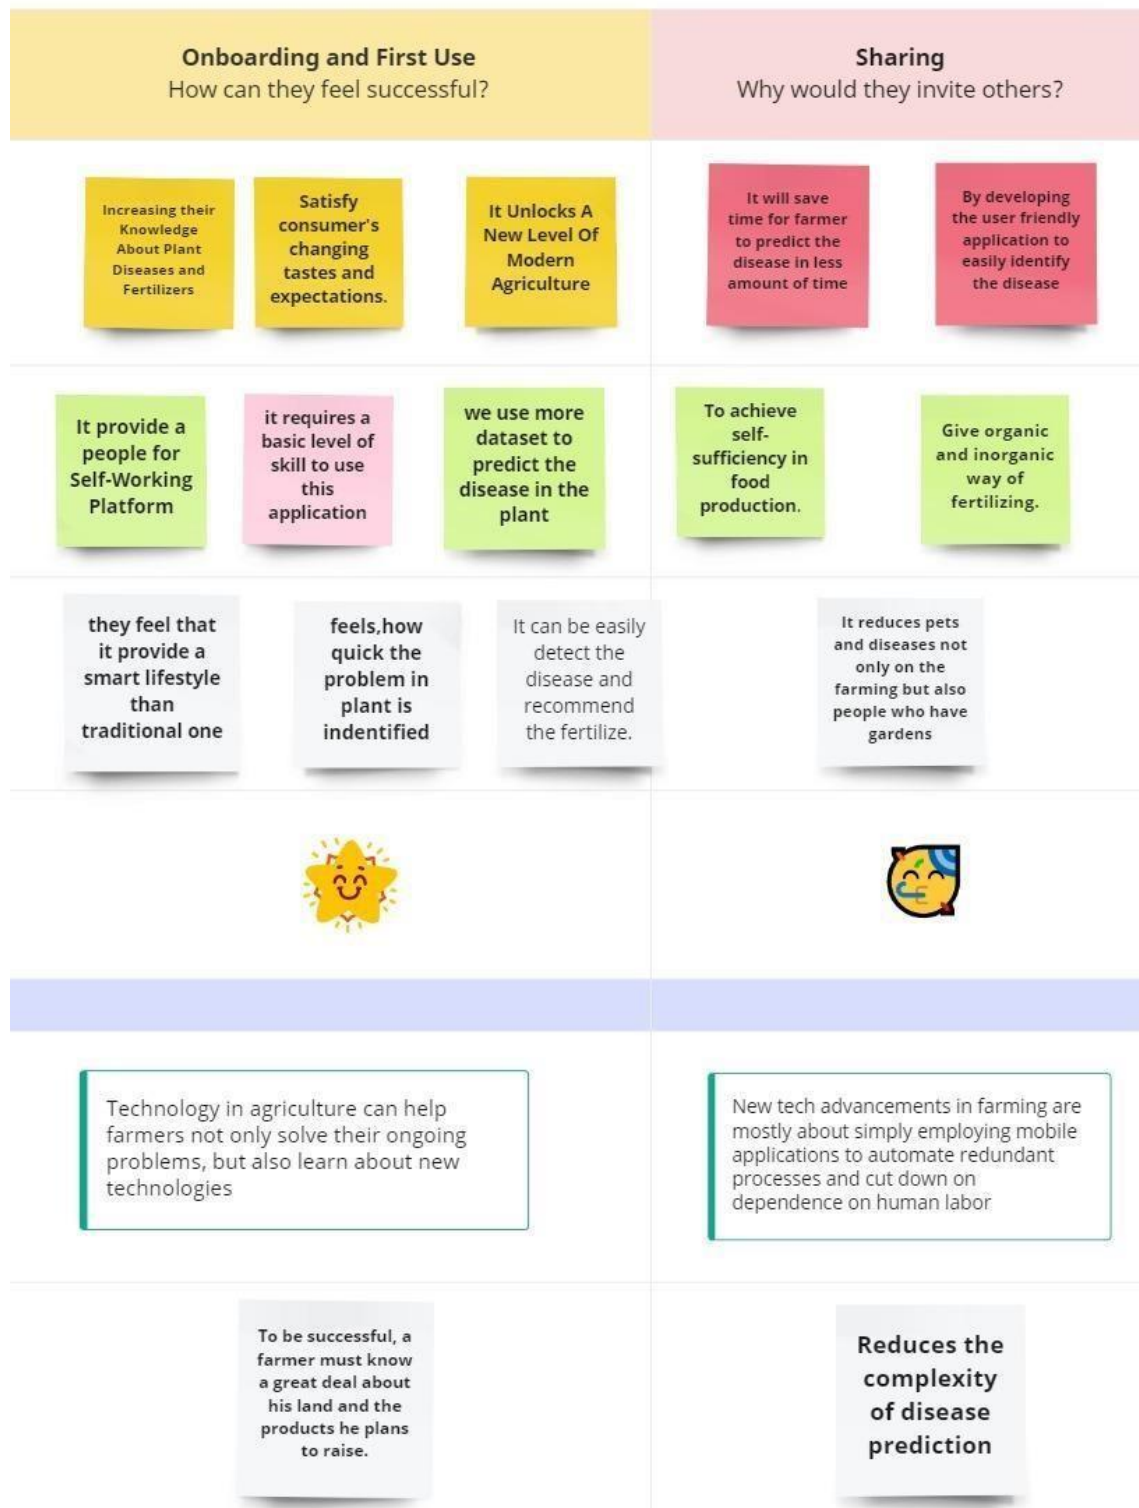 Onboarding and First Use
How can they feel successful?
Sharing
Why would they invite others?
Increasing their
Knowledge
About Plant
Diseases and
Fertilizers
Satisfy
consumer's
changing
tastes and
expectations.
It Unlocks A
New Level Of
Modern
Agriculture
It will save
time for farmer
to predict the
disease in less
amount of time
By developing
the user friendly
application to
easily identify
the disease
It provide a
people for
Self-Working
Platform
it requires a
basic level of
skill to use
this
application
we use more
dataset to
predict the
disease in the
plant
To achieve
self-
sufficiency in
food
production.
Give organic
and inorganic
way of
fertilizing.
they feel that
it provide a
smart lifestyle
than
traditional one
feels,how
quick the
problem in
plant is
indentified
It can be easily
detect the
disease and
recommend
the fertilize.
It reduces pets
and diseases not
only on the
farming but also
people who have
gardens
Technology in agriculture can help
farmers not only solve their ongoing
problems, but also learn about new
technologies
New tech advancements in farming are
mostly about simply employing mobile
applications to automate redundant
processes and cut down on
dependence on human labor
To be successful, a
farmer must know
a great deal about
his land and the
products he plans
to raise.
Reduces the
complexity
of disease
prediction